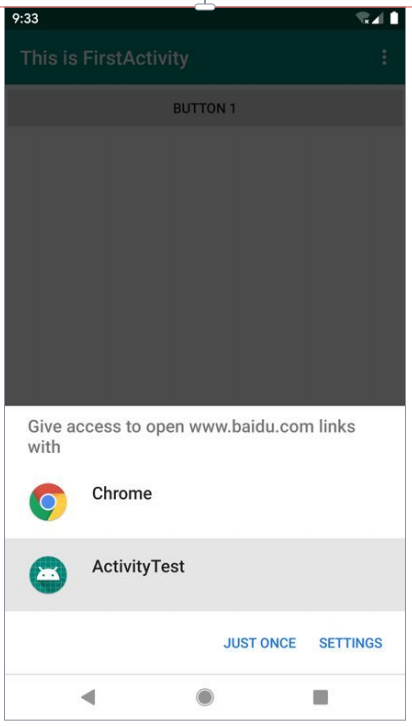 9:33
This is FirstActivity
BUTTON 1
Give access to open www.baidu.com links
with
Chrome
ActivityTest
JUST ONCE SETTINGS